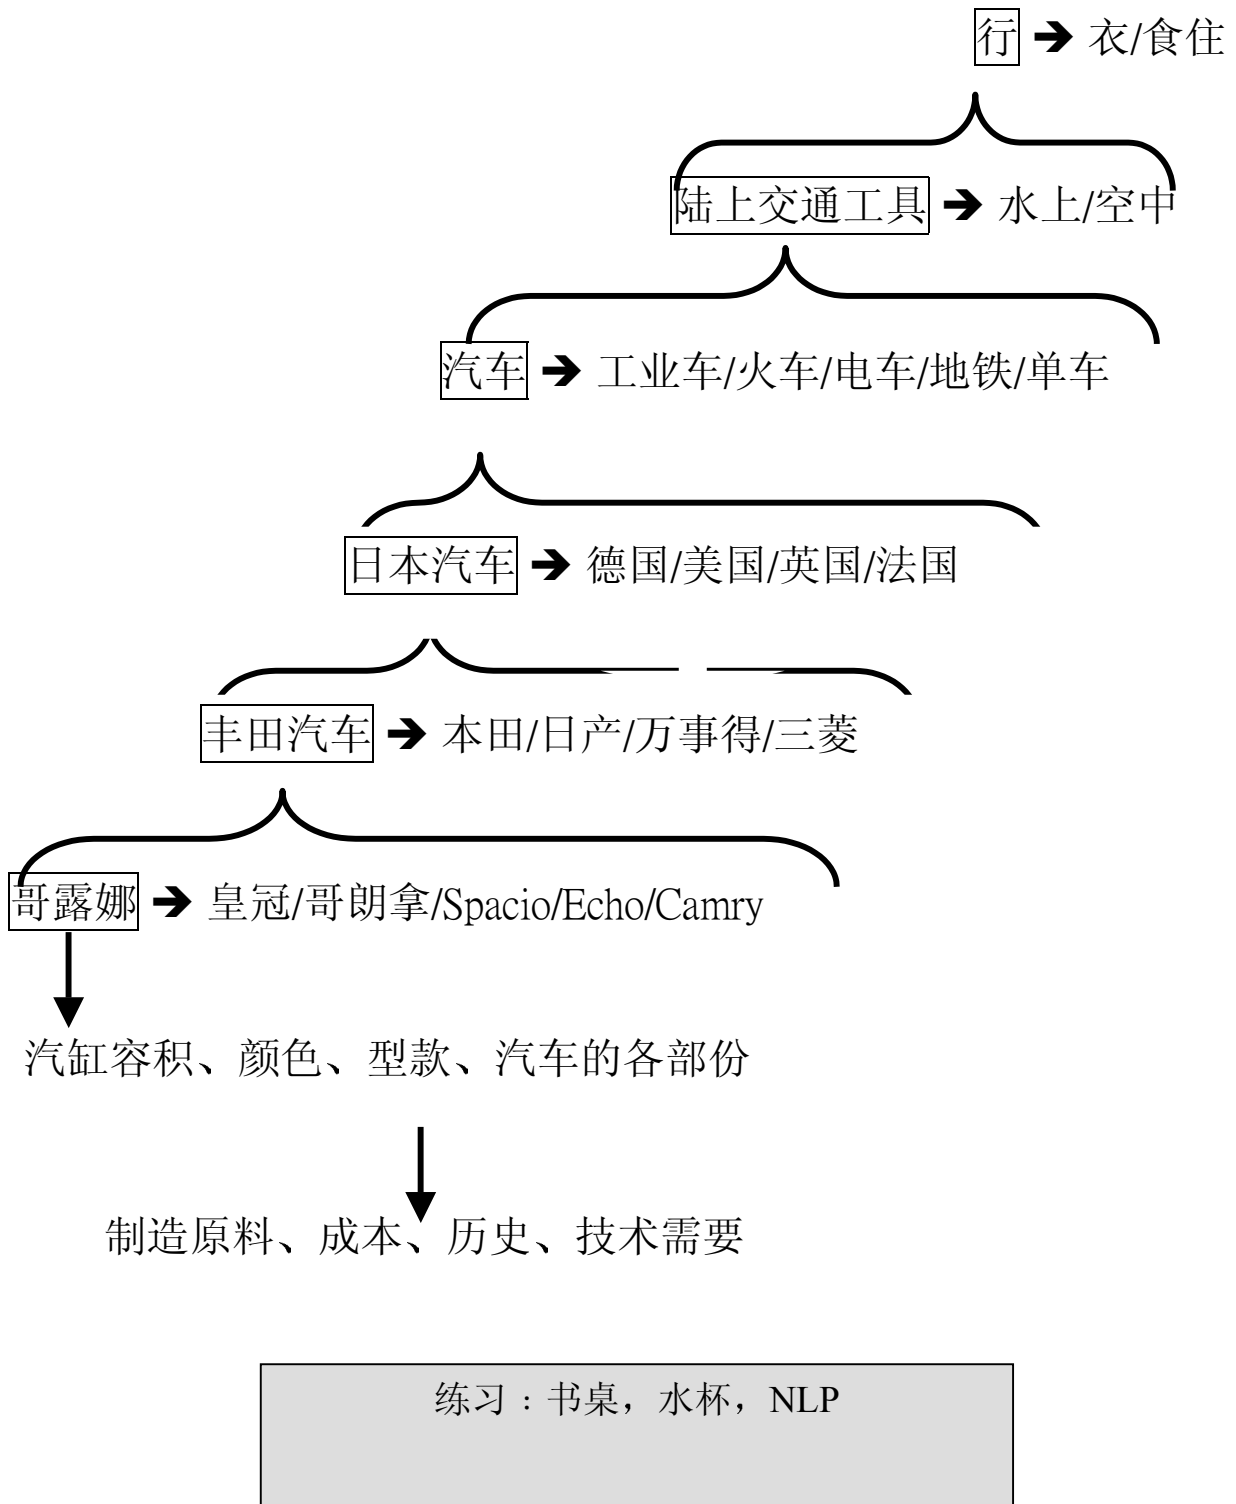 行 ➔ 衣/食住
陆上交通工具 ➔ 水上/空中
汽车 ➔ 工业车/火车/电车/地铁/单车
日本汽车 ➔ 德国/美国/英国/法国
丰田汽车 ➔ 本田/日产/万事得/三菱
哥露娜 ➔ 皇冠/哥朗拿/Spacio/Echo/Camry
汽缸容积、颜色、型款、汽车的各部份
制造原料、成本、历史、技术需要
练习：书桌，水杯，NLP